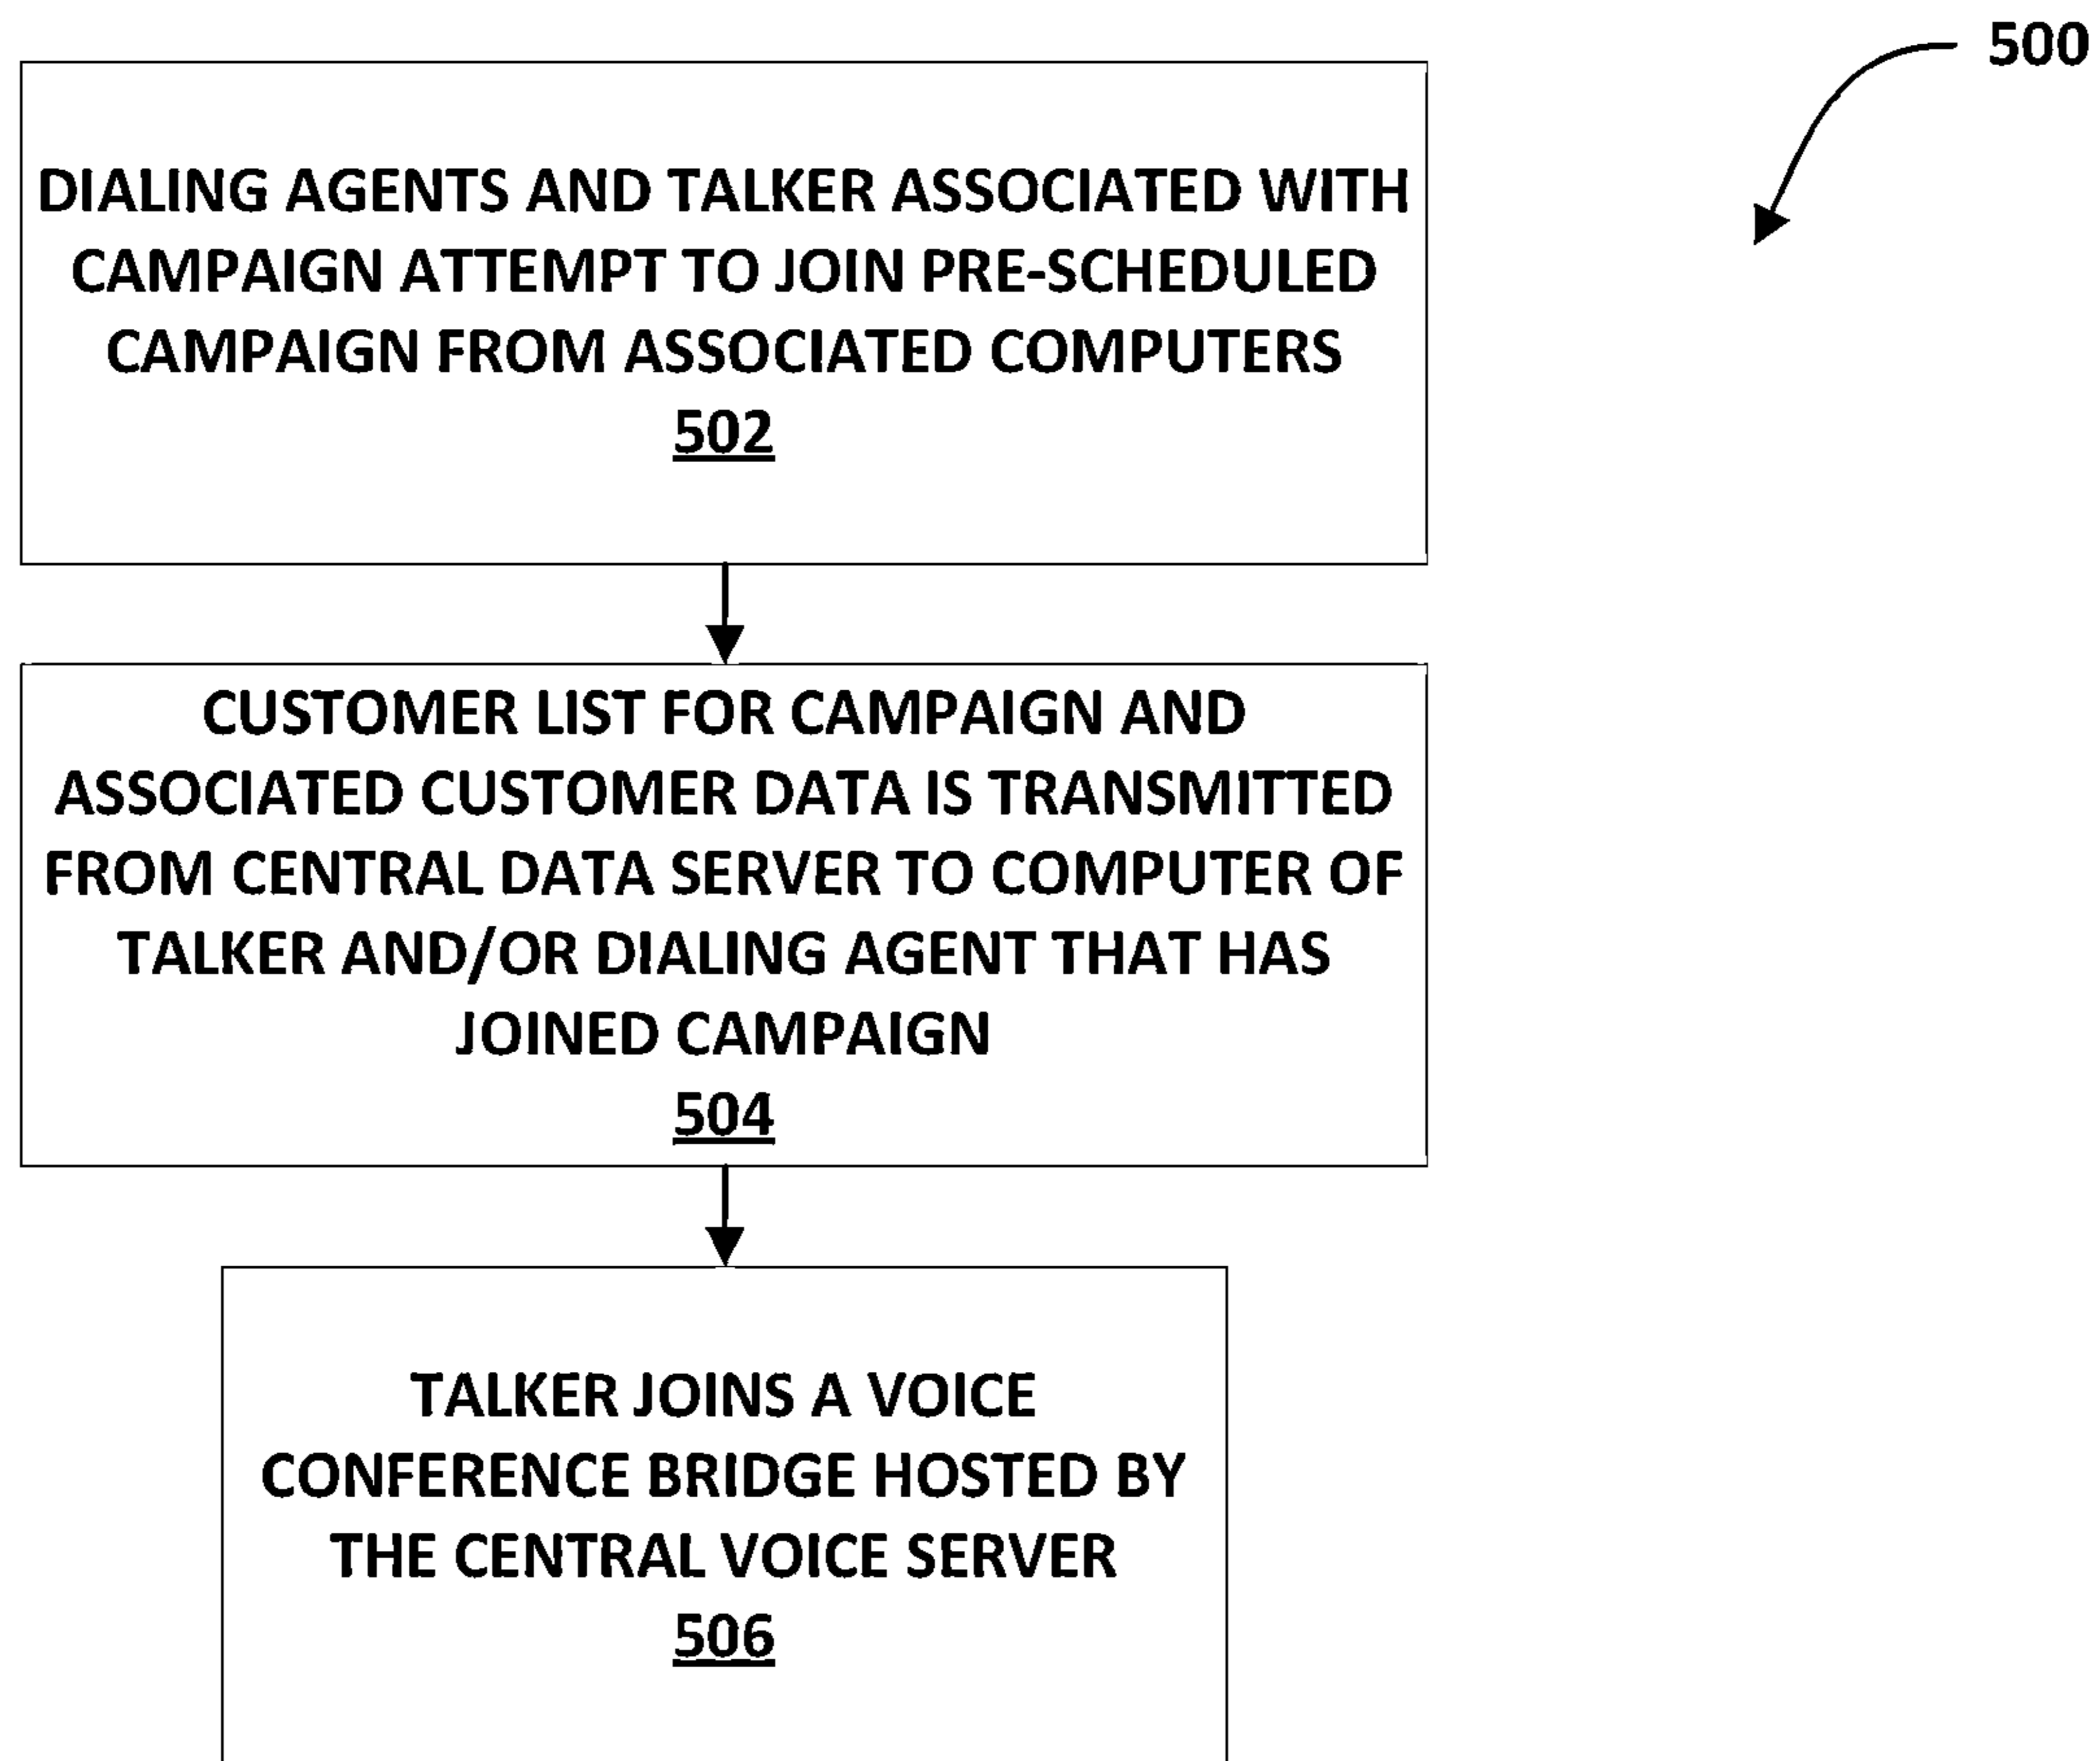 500
DIALING AGENTS AND TALKER ASSOCIATED WITH
CAMPAIGN ATTEMPT TO JOIN PRE-SCHEDULED
CAMPAIGN FROM ASSOCIATED COMPUTERS
502
CUSTOMER LIST FOR CAMPAIGN AND
ASSOCIATED CUSTOMER DATA IS TRANSMITTED
FROM CENTRAL DATA SERVER TO COMPUTER OF
TALKER AND/OR DIALING AGENT THAT HAS
JOINED CAMPAIGN
504
TALKER JOINS A VOICE
CONFERENCE BRIDGE HOSTED BY
THE CENTRAL VOICE SERVER
506